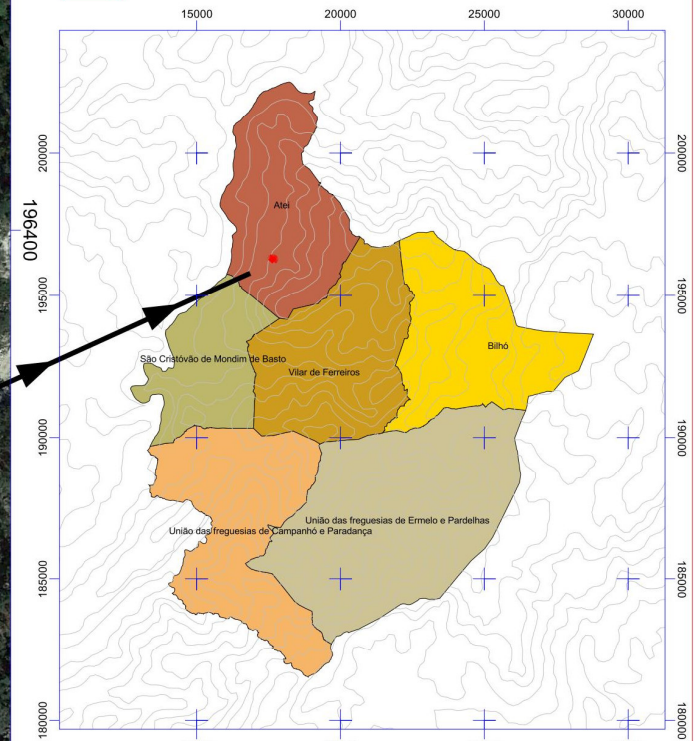 15000
20000
25000
30000
200000
200000
Atei
196400
195000
195000
Bilhó
São Cristóvão de Mondim de Basto
Vilar de Ferreiros
190000
190000
União das freguesias de Ermelo e Pardelhas
União das freguesias de Campanhó e Paradança
185000
185000
180000
180000